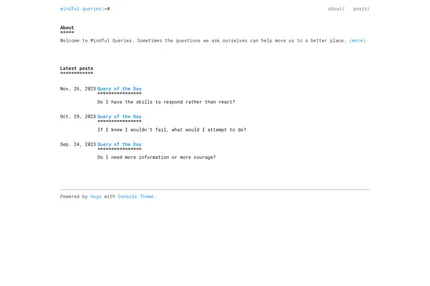 mindful queries:~# about/ posts/
About
=====
Welcome to Mindful Queries. Sometimes the questions we ask ourselves can help move us to a better place. (more)
Latest posts
============
Nov. 26, 2023 Query of the Day
================
Do I have the skills to respond rather than react?
Oct. 29, 2023 Query of the Day
================
If I knew I wouldn't fail, what would I attempt to do?
Sep. 24, 2023 Query of the Day
================
Do I need more information or more courage?
Powered by Hugo with Console Theme.